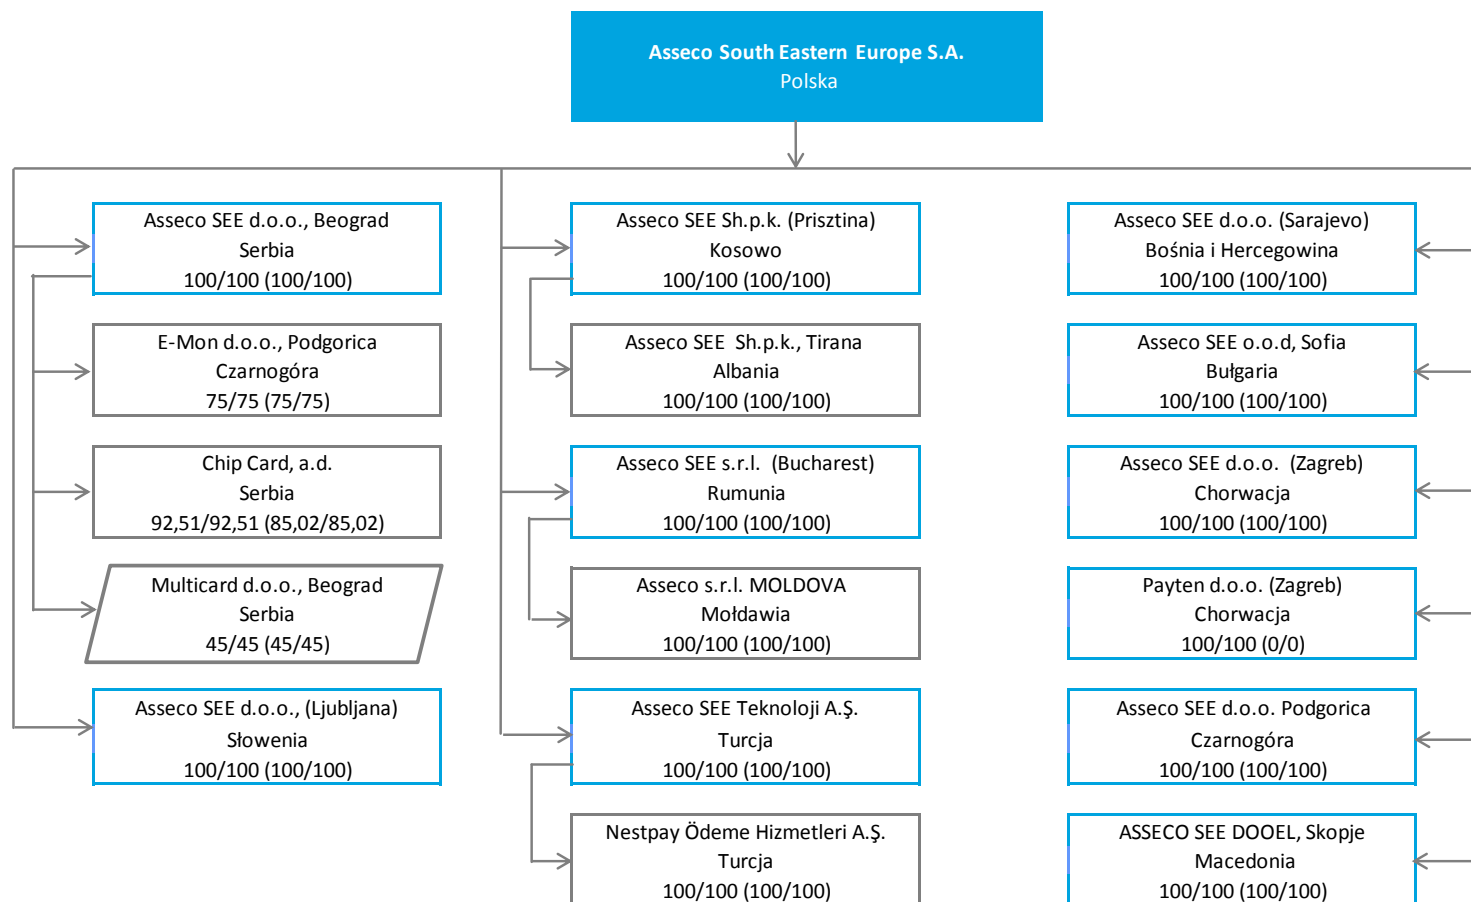 Asseco South Eastern Europe S.A.
Polska
Asseco SEE d.o.o., Beograd
Serbia
100/100 (100/100)
E-Mon d.o.o., Podgorica
Czarnogóra
75/75 (75/75)
Chip Card, a.d.
Serbia
92,51/92,51 (85,02/85,02)
Multicard d.o.o., Beograd
Serbia
45/45 (45/45)
Asseco SEE d.o.o., (Ljubljana)
Słowenia
100/100 (100/100)
Asseco SEE Sh.p.k. (Prisztina)
Kosowo
100/100 (100/100)
Asseco SEE Sh.p.k., Tirana
Albania
100/100 (100/100)
Asseco SEE s.r.l. (Bucharest)
Rumunia
100/100 (100/100)
Asseco s.r.l. MOLDOVA
Mołdawia
100/100 (100/100)
Asseco SEE Teknoloji A.Ş.
Turcja
100/100 (100/100)
Nestpay Ödeme Hizmetleri A.Ş.
Turcja
100/100 (100/100)
Asseco SEE d.o.o. (Sarajevo)
Bośnia i Hercegowina
100/100 (100/100)
Asseco SEE o.o.d, Sofia
Bułgaria
100/100 (100/100)
Asseco SEE d.o.o. (Zagreb)
Chorwacja
100/100 (100/100)
Payten d.o.o. (Zagreb)
Chorwacja
100/100 (0/0)
Asseco SEE d.o.o. Podgorica
Czarnogóra
100/100 (100/100)
ASSECO SEE DOOEL, Skopje
Macedonia
100/100 (100/100)